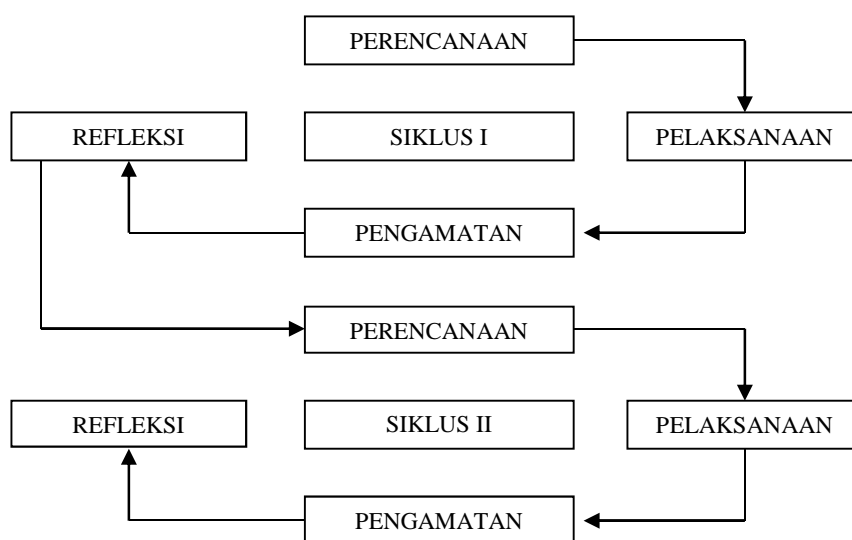 PERENCANAAN
REFLEKSI
SIKLUS I
PELAKSANAAN
PENGAMATAN
PERENCANAAN
REFLEKSI
SIKLUS II
PELAKSANAAN
PENGAMATAN